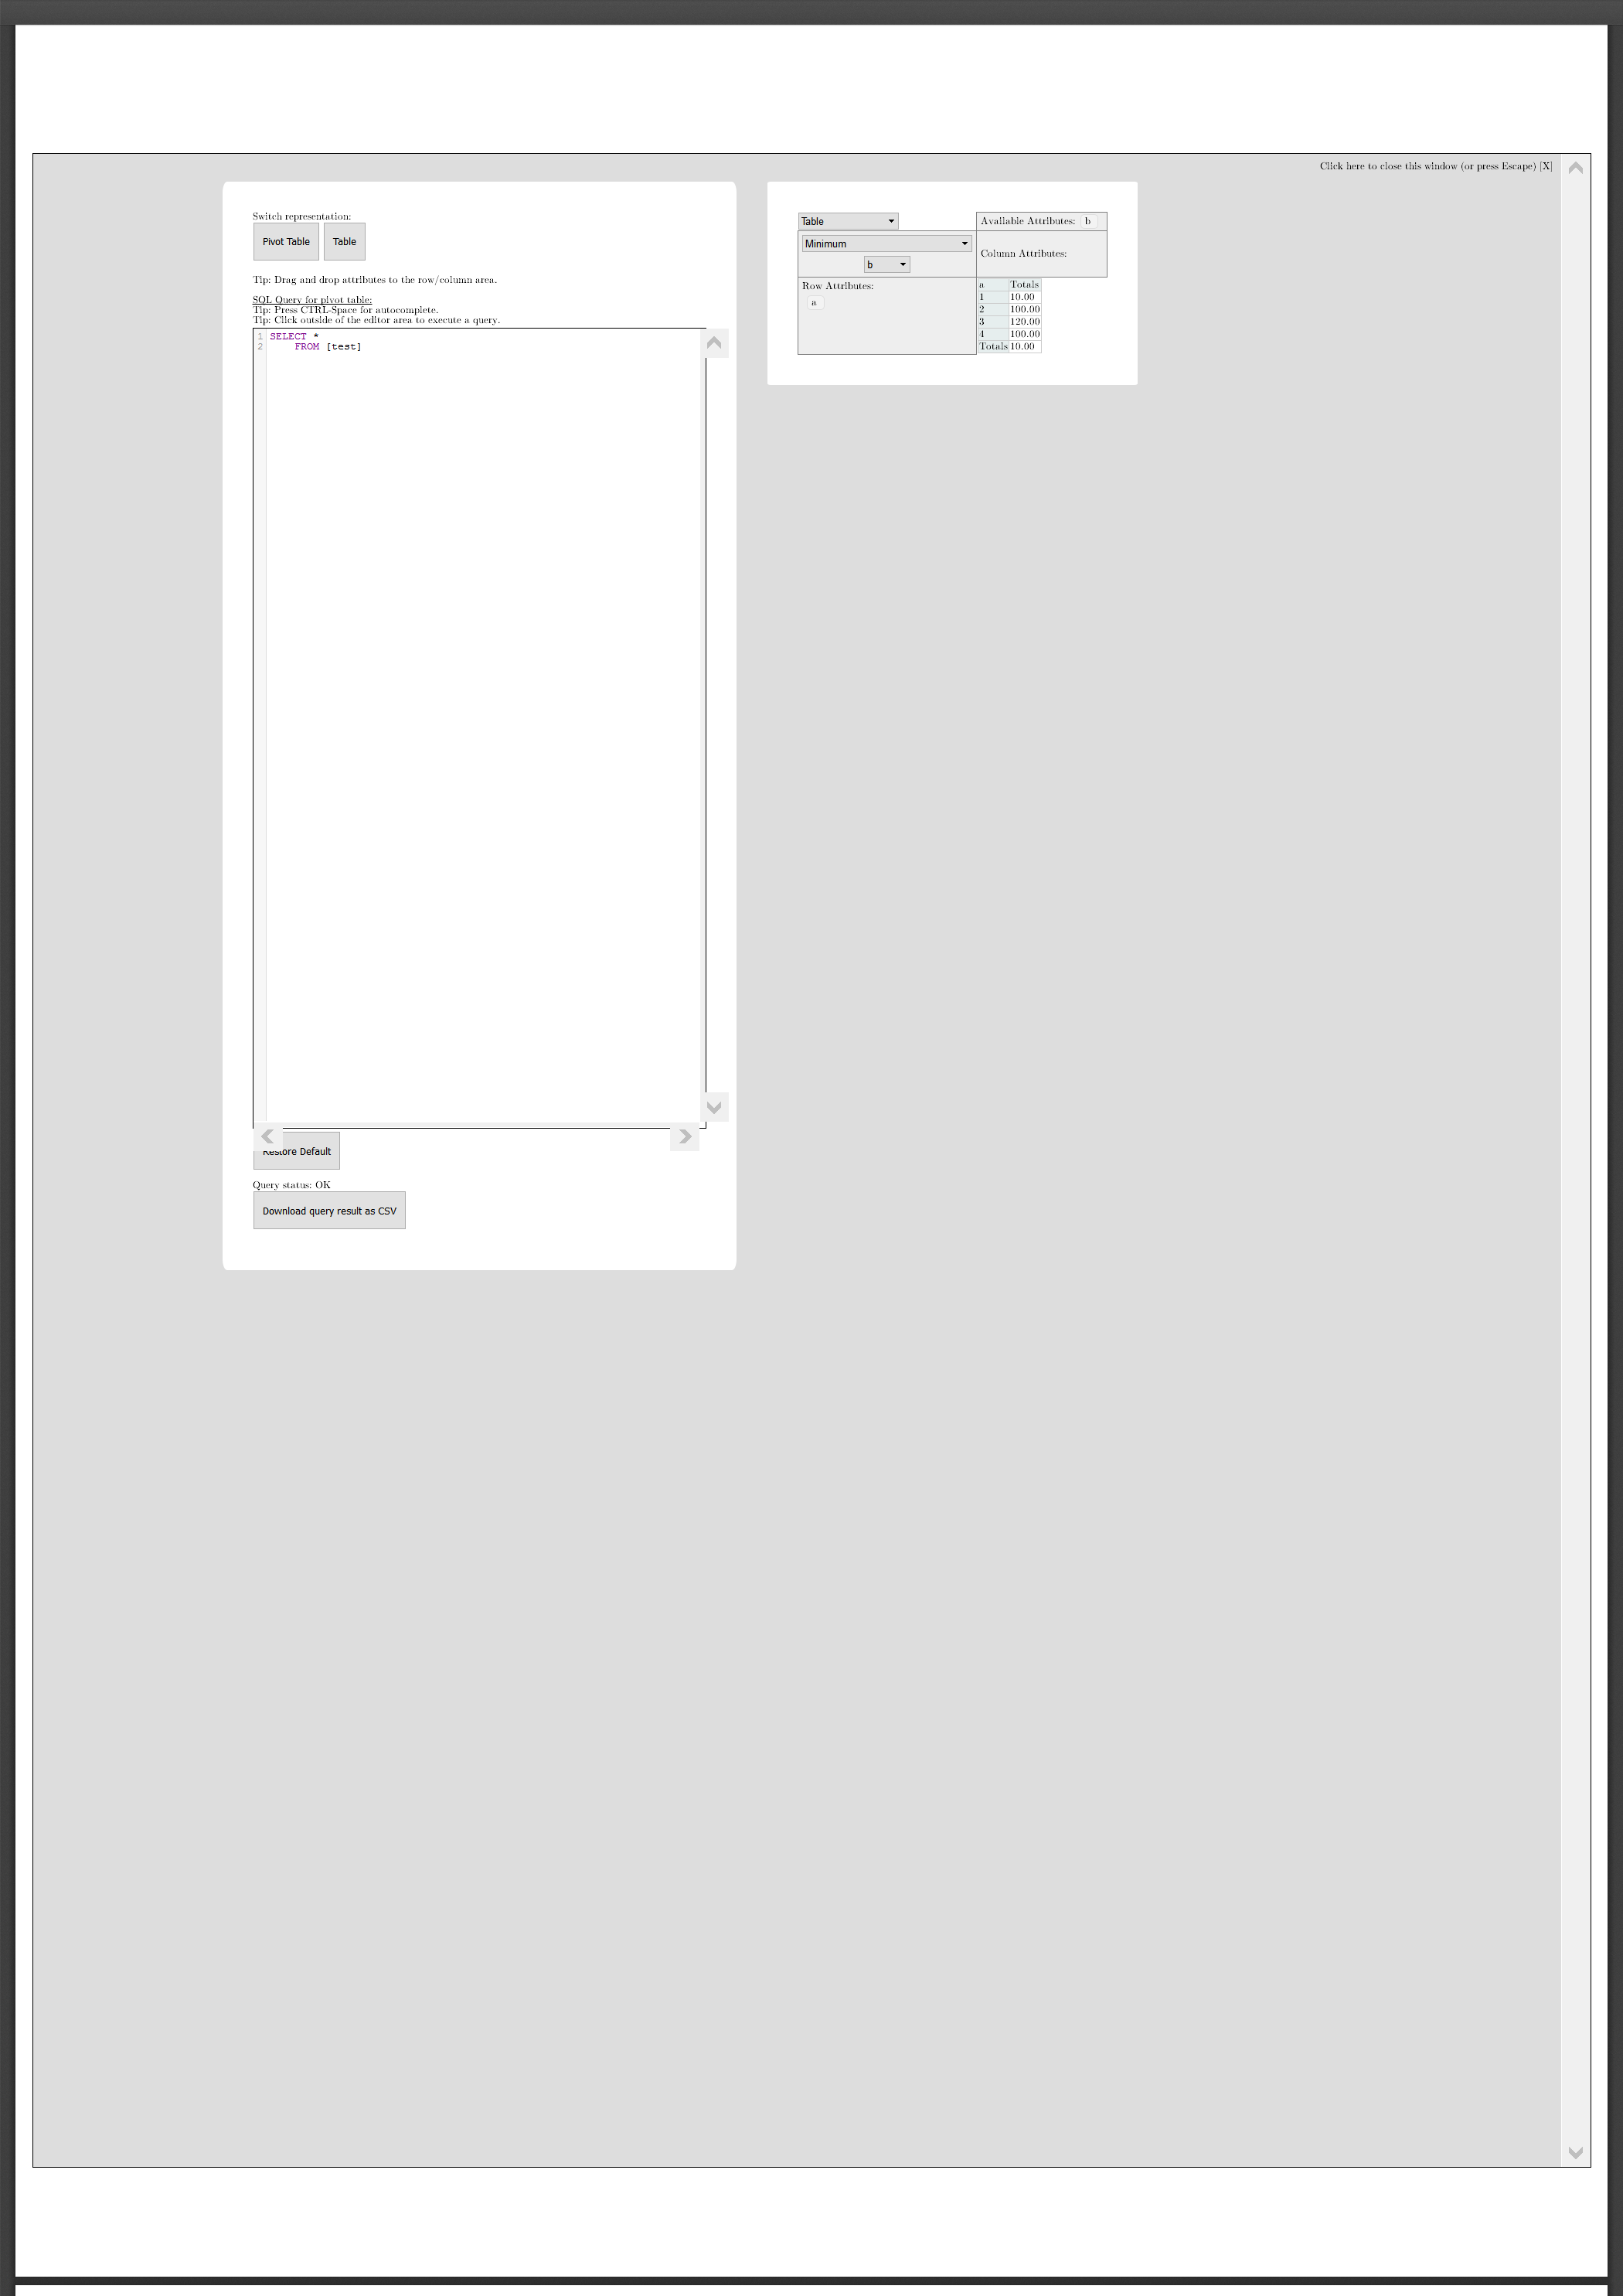 Click here to close this window (or press Escape) [X]
Switch representation:
Pivot Table Table
Tip: Drag and drop attributes to the row/column area.
SQL Query for pivot table:
Tip: Press CTRL-Space for autocomplete.
Tip: Click outside of the editor area to execute a query.
1 SELECT *
2 FROM [test]
Restore Default
Query status: OK
Download query result as CSV
Table
Available Attributes: b
Minimum
b
Column Attributes:
Row Attributes:
a
a Totals
1 10.00
2 100.00
3 120.00
4 100.00
Totals 10.00